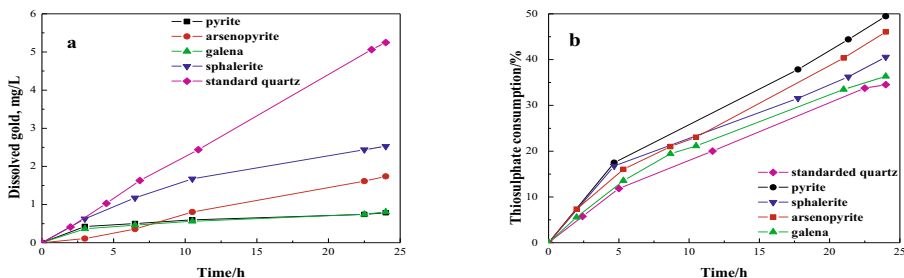 a
pyrite
arsenopyrite
galena
sphalerite
standard quartz
Dissolved gold, mg/L
6
5
4
3
2
1
0
0 5 10 15 20 25
Time/h
b
Thiosulphate consumption/%
50
40
30
20
10
0
standarded quartz
pyrite
sphalerite
arsenopyrite
galena
0 5 10 15 20 25
Time/h